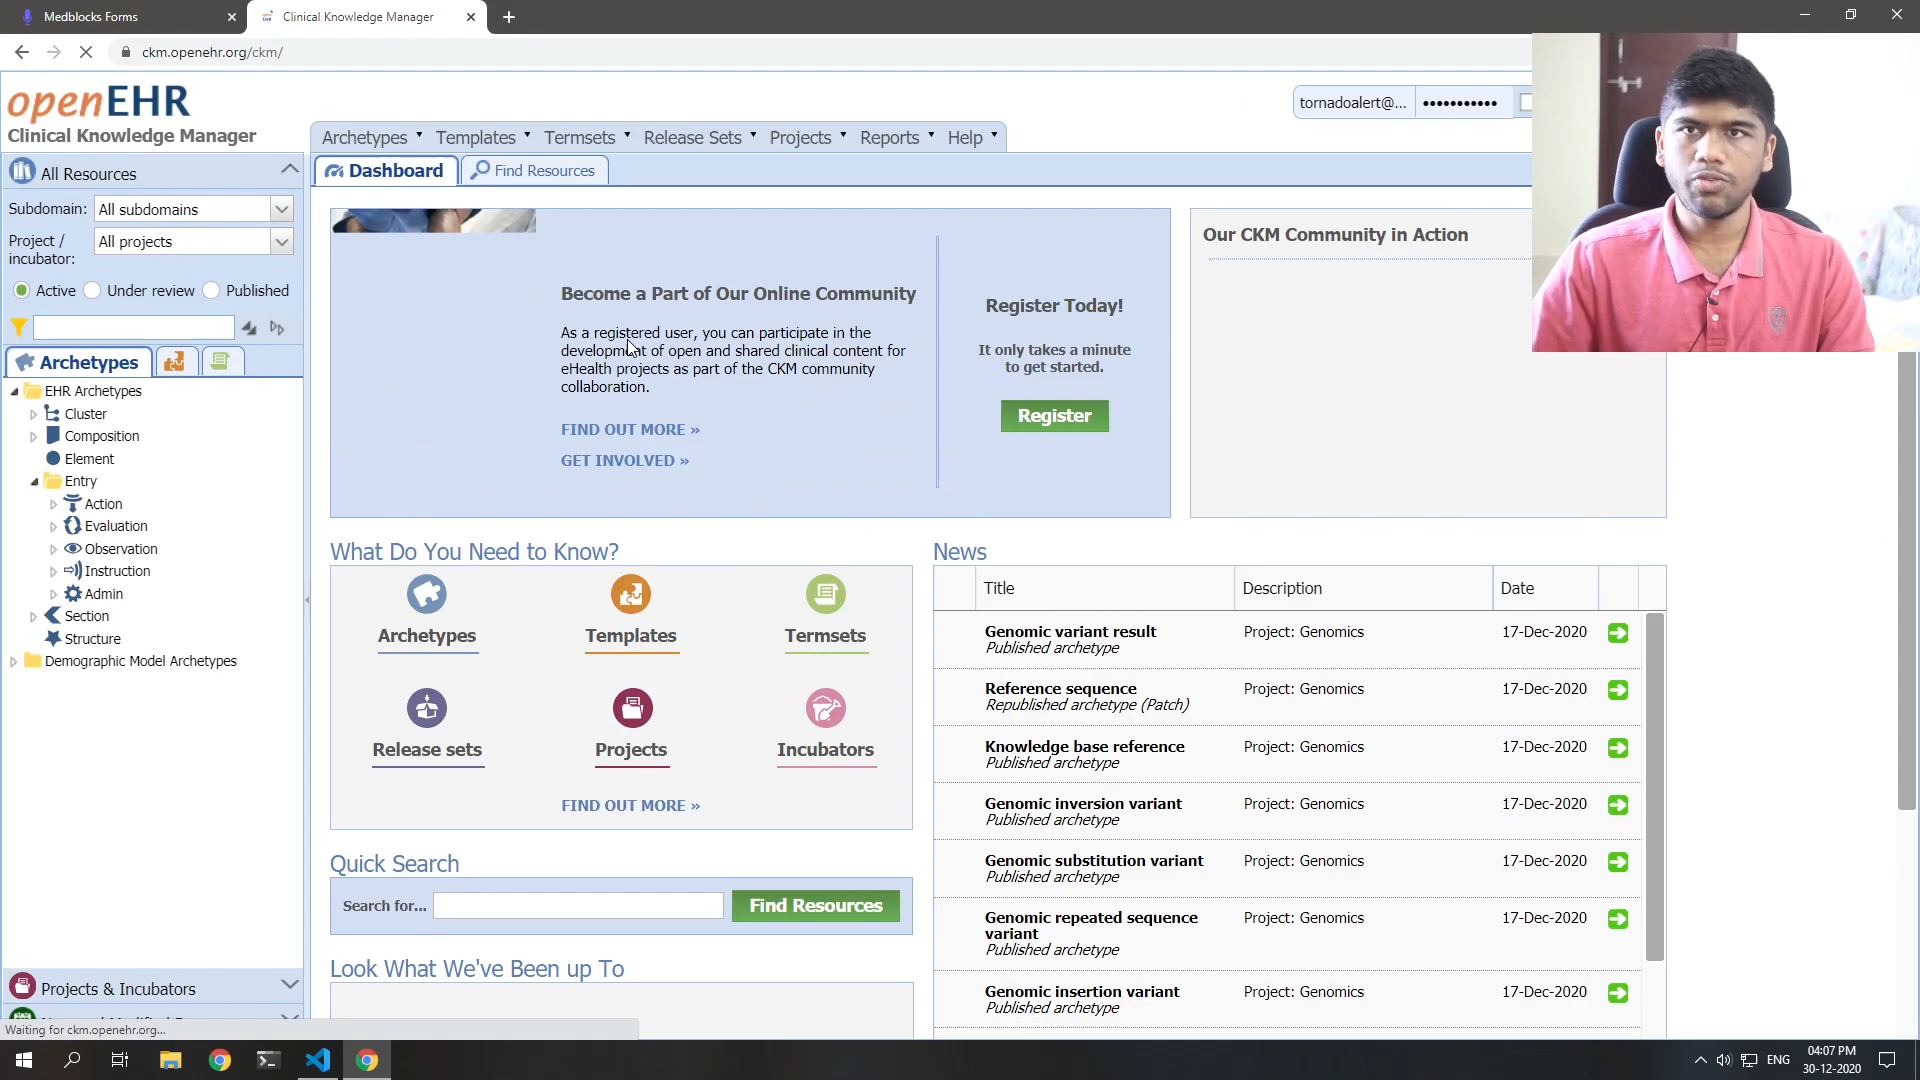 Medblocks Forms
Clinical Knowledge Manager
ckm.openehr.org/ckm/
openEHR
Clinical Knowledge Manager
tornadoalert@...
•••••••••••
Archetypes Templates Termsets Release Sets Projects Reports Help
All Resources
Dashboard Find Resources
Subdomain: All subdomains
Project / All projects
incubator:
Active Under review Published
Archetypes
EHR Archetypes
Cluster
Composition
Element
Entry
Action
Evaluation
Observation
Instruction
Admin
Section
Structure
Demographic Model Archetypes
Projects & Incubators
Waiting for ckm.openehr.org...
Become a Part of Our Online Community
As a registered user, you can participate in the
development of open and shared clinical content for
eHealth projects as part of the CKM community
collaboration.
FIND OUT MORE »
GET INVOLVED »
Register Today!
It only takes a minute
to get started.
Register
Our CKM Community in Action
What Do You Need to Know?
Archetypes Templates Termsets
Release sets Projects Incubators
FIND OUT MORE »
Quick Search
Search for... Find Resources
Look What We've Been up To
News
Title Description Date
Genomic variant result Project: Genomics 17-Dec-2020
Published archetype
Reference sequence Project: Genomics 17-Dec-2020
Republished archetype (Patch)
Knowledge base reference Project: Genomics 17-Dec-2020
Published archetype
Genomic inversion variant Project: Genomics 17-Dec-2020
Published archetype
Genomic substitution variant Project: Genomics 17-Dec-2020
Published archetype
Genomic repeated sequence Project: Genomics 17-Dec-2020
variant
Published archetype
Genomic insertion variant Project: Genomics 17-Dec-2020
Published archetype
ENG
04:07 PM
30-12-2020